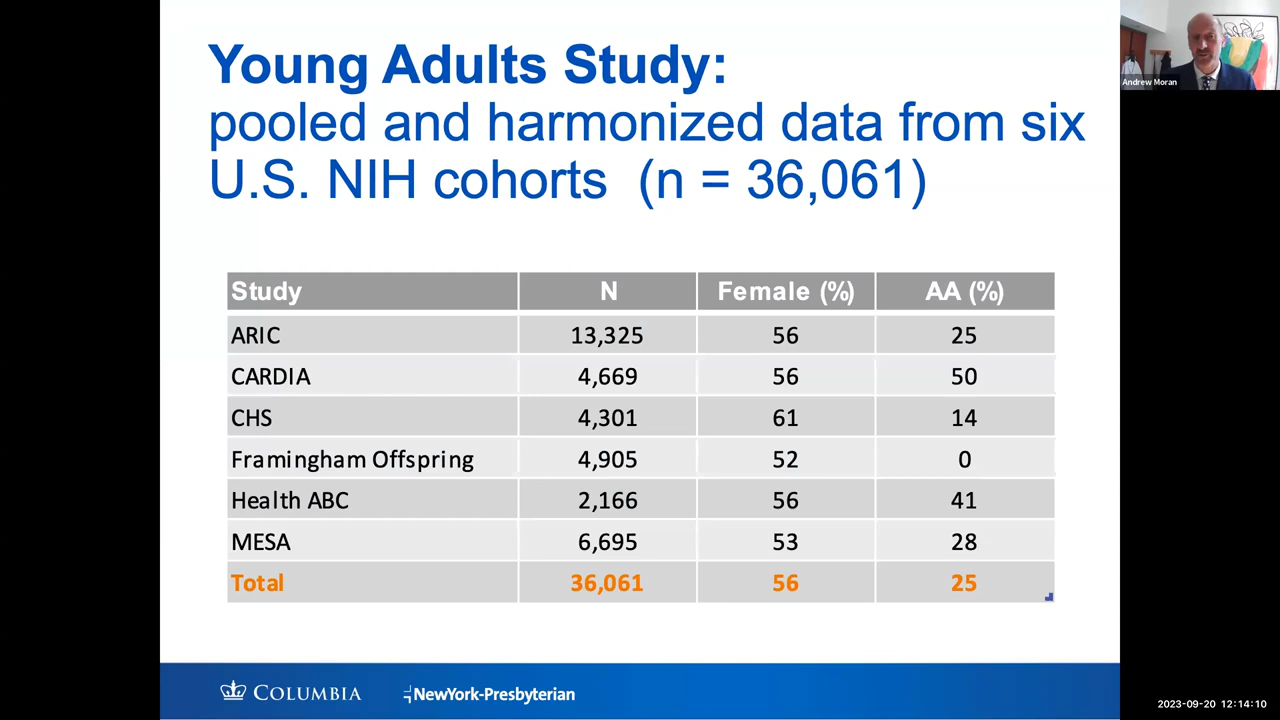 Young Adults Study:
pooled and harmonized data from six
U.S. NIH cohorts (n = 36,061)
Andrew Moran
Study N Female (%) AA (%)
ARIC 13,325 56 25
CARDIA 4,669 56 50
CHS 4,301 61 14
Framingham Offspring 4,905 52 0
Health ABC 2,166 56 41
MESA 6,695 53 28
Total 36,061 56 25
COLUMBIA NewYork-Presbyterian
2023-09-20 12:14:10